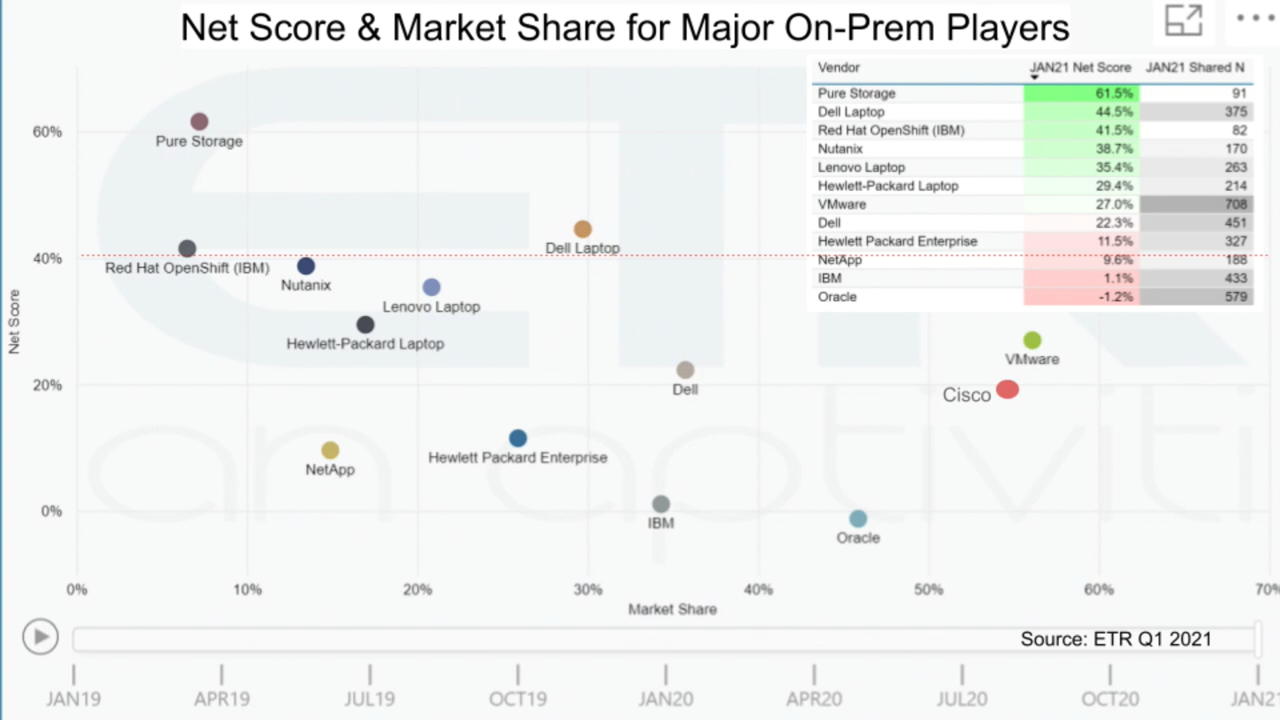 Net Score & Market Share for Major On-Prem Players
Vendor JAN21 Net Score JAN21 Shared N
Pure Storage 61.5% 91
Dell Laptop 44.5% 375
Red Hat OpenShift (IBM) 41.5% 82
Nutanix 38.7% 170
Lenovo Laptop 35.4% 263
Hewlett-Packard Laptop 29.4% 214
VMware 27.0% 708
Dell 22.3% 451
Hewlett Packard Enterprise 11.5% 327
NetApp 9.6% 188
IBM 1.1% 433
Oracle -1.2% 579
60%
Pure Storage
Dell Laptop
40%
Red Hat OpenShift (IBM)
Nutanix
Lenovo Laptop
Hewlett-Packard Laptop
Net Score
VMware
20%
Dell
Cisco
Hewlett Packard Enterprise
NetApp
0%
IBM
Oracle
0% 10% 20% 30% 40% 50% 60% 70%
Market Share
ETR
an aptiviti
Source: ETR Q1 2021
JAN19 APR19 JUL19 OCT19 JAN20 APR20 JUL20 OCT20 JAN21